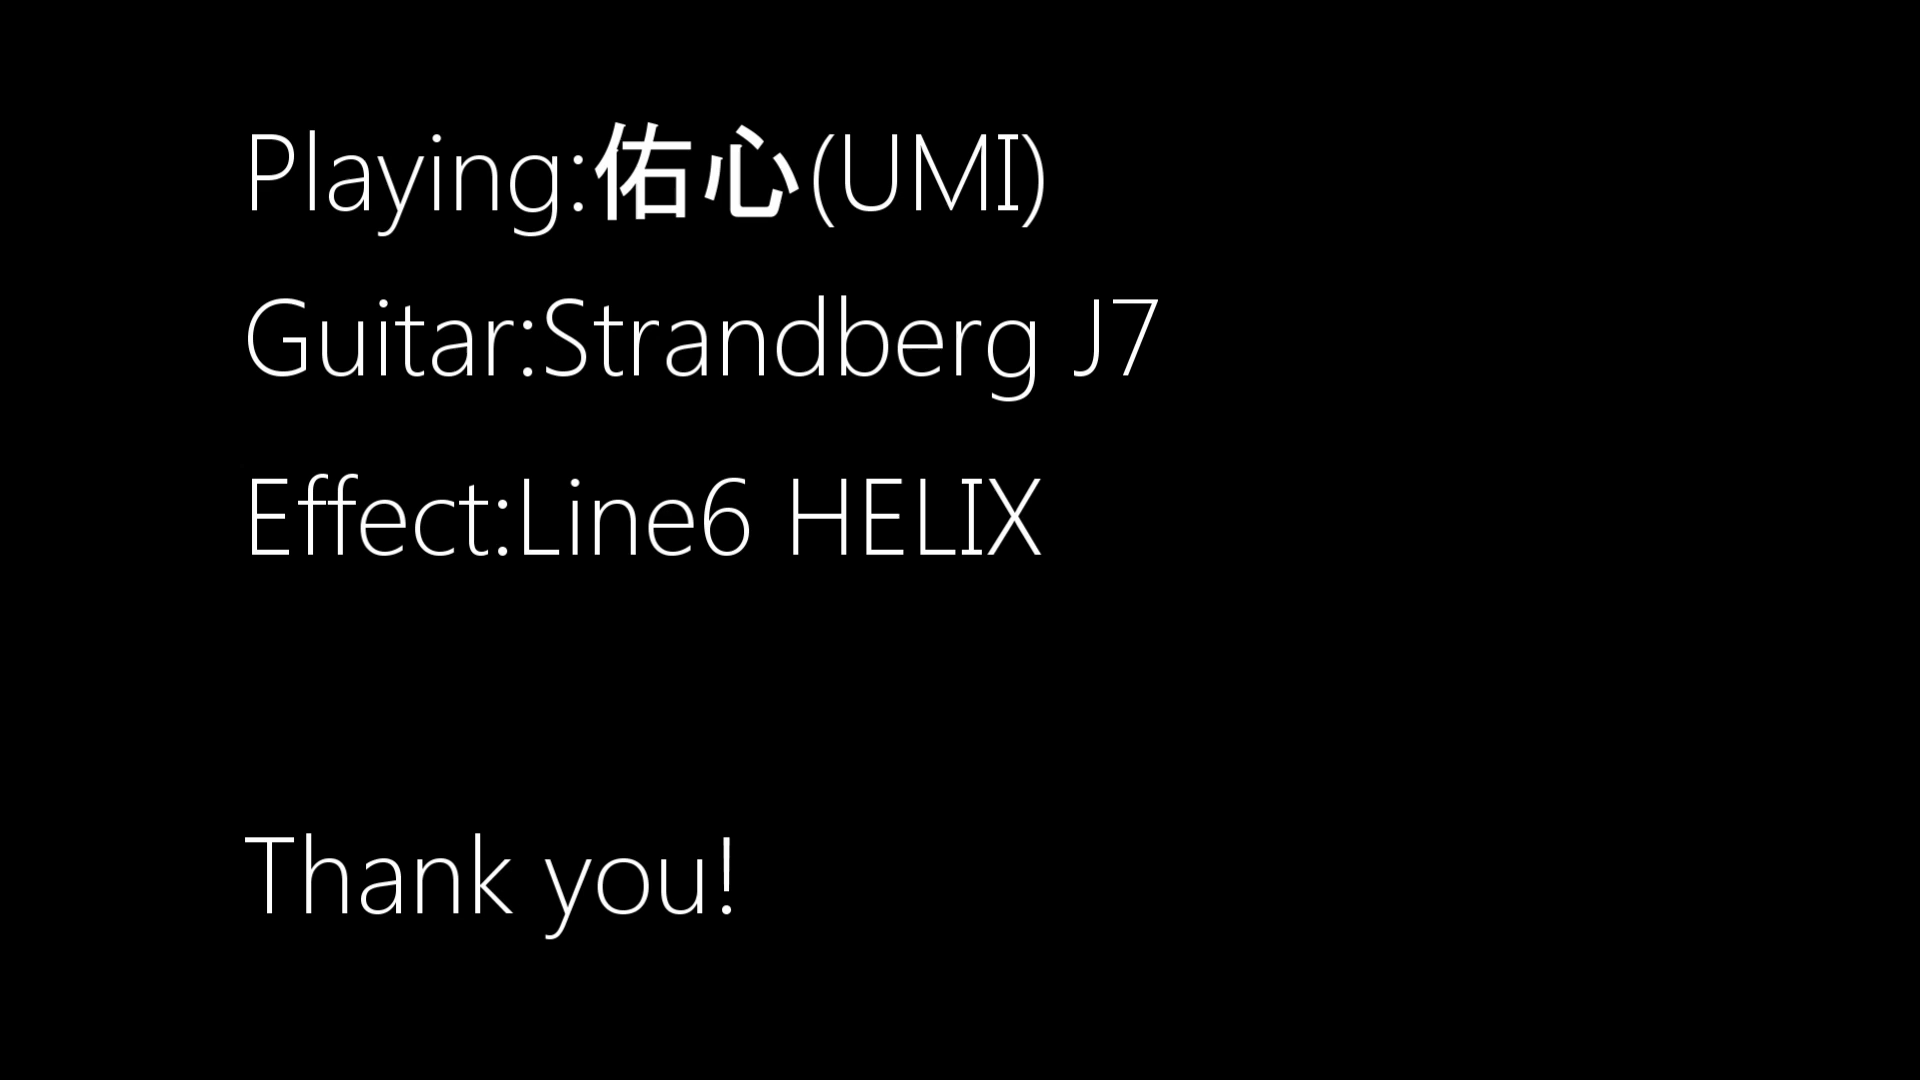 Playing:佑心(UMI)
Guitar:Strandberg J7
Effect:Line6 HELIX
Thank you!